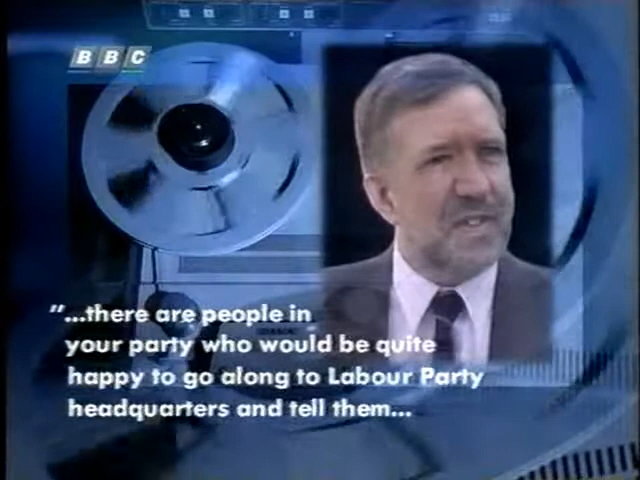 BBC
"...there are people in
your party who would be quite
happy to go along to Labour Party
headquarters and tell them...